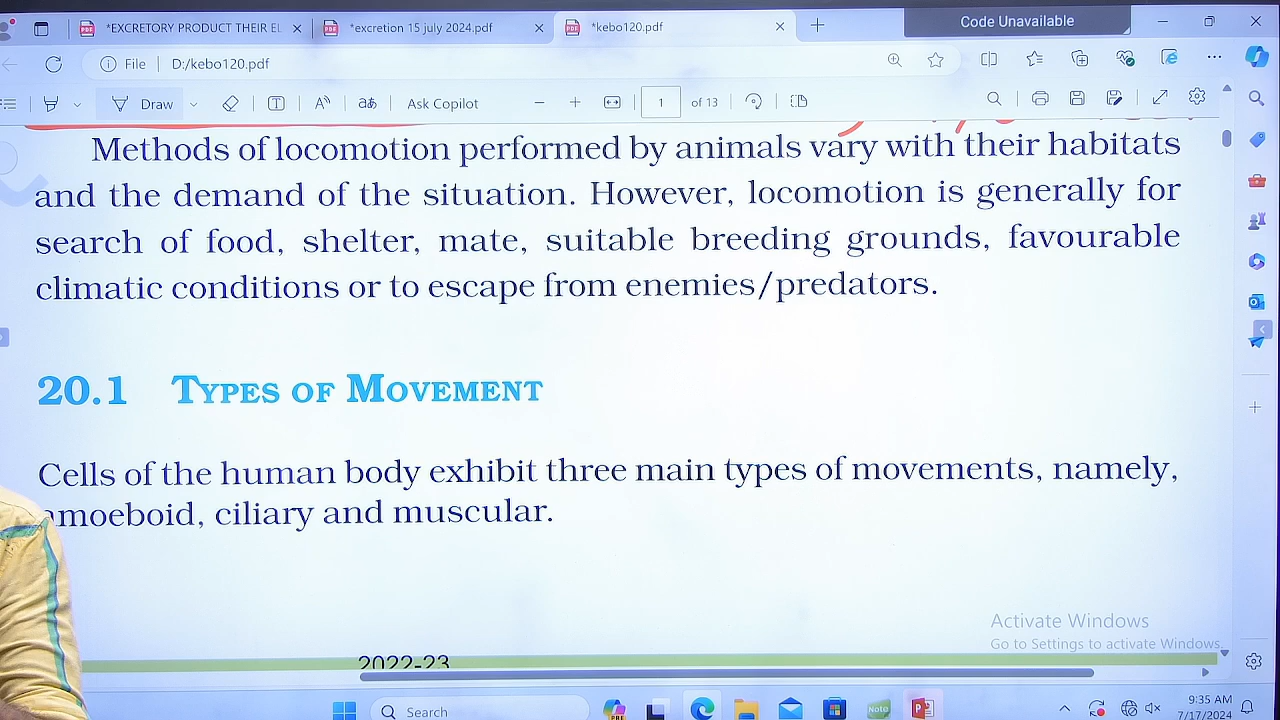 Code Unavailable
*EXCRETORY PRODUCT THEIR EL
*excretion 15 july 2024.pdf
*kebo120.pdf
File D:/kebo120.pdf
Draw
Ask Copilot
1 of 13
Methods of locomotion performed by animals vary with their habitats
and the demand of the situation. However, locomotion is generally for
search of food, shelter, mate, suitable breeding grounds, favourable
climatic conditions or to escape from enemies/predators.
20.1 TYPES OF MOVEMENT
Cells of the human body exhibit three main types of movements, namely,
amoeboid, ciliary and muscular.
Activate Windows
Go to Settings to activate Windows.
2022-23
Search
9:35 AM
7/17/2024